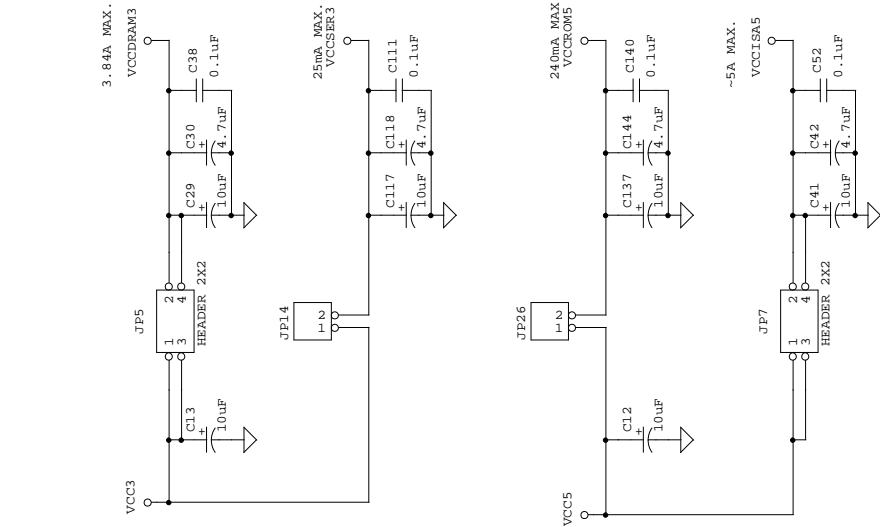 3.84A MAX.
VCCDRAM3
C38
0.1uF
C30
+
4.7uF
C29
+
10uF
2
4
JP5
HEADER 2X2
1
3
C13
+
10uF
VCC3
25mA MAX.
VCCSER3
C111
0.1uF
C118
+
4.7uF
C117
+
10uF
JP14
2
1
240mA MAX
VCCROM5
C140
0.1uF
C144
+
4.7uF
C137
+
10uF
JP26
2
1
C12
+
10uF
VCC5
~5A MAX.
VCCISA5
C52
0.1uF
C42
+
4.7uF
C41
+
10uF
2
4
JP7
HEADER 2X2
1
3